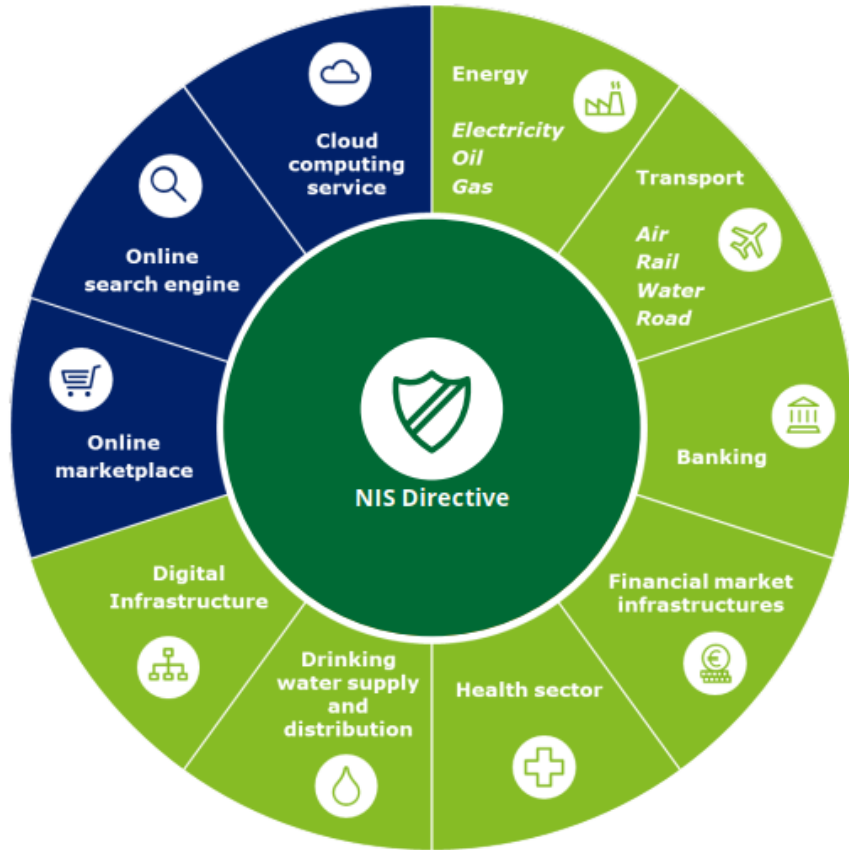 Energy
Electricity
Oil
Gas
Transport
Air
Rail
Water
Road
Banking
Financial market
infrastructures
Health sector
Drinking
water supply
and
distribution
Digital
Infrastructure
Online
marketplace
Online
search engine
Cloud
computing
service
NIS Directive